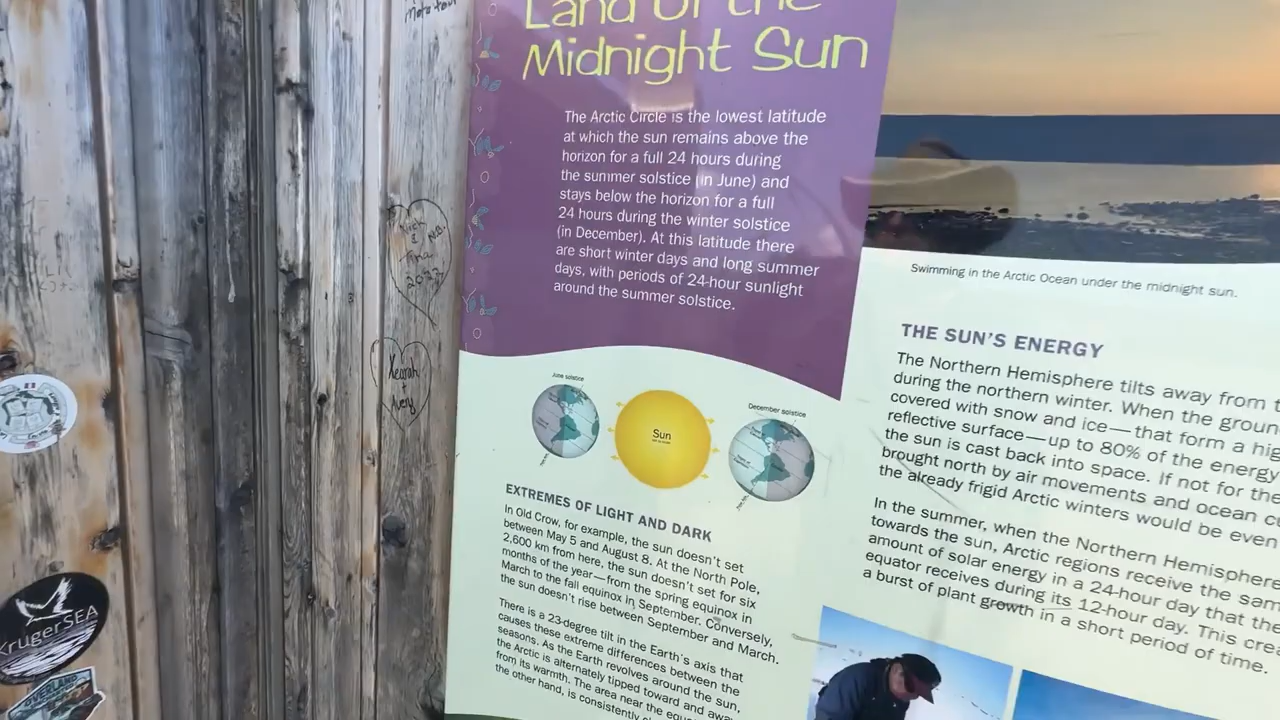 Moto tour
Land of the
Midnight Sun
The Arctic Circle is the lowest latitude
at which the sun remains above the
horizon for a full 24 hours during
the summer solstice (in June) and
stays below the horizon for a full
24 hours during the winter solstice
(in December). At this latitude there
are short winter days and long summer
days, with periods of 24-hour sunlight
around the summer solstice.
June solstice
Sun
December solstice
EXTREMES OF LIGHT AND DARK
In Old Crow, for example, the sun doesn't set
between May 5 and August 8. At the North Pole,
2,600 km from here, the sun doesn't set for six
months of the year—from the spring equinox in
March to the fall equinox in September. Conversely,
the sun doesn't rise between September and March.
There is a 23-degree tilt in the Earth's axis that
causes these extreme differences between the
seasons. As the Earth revolves around the sun,
the Arctic is alternately tipped toward and away
from its warmth. The area near the
the other hand, is consistently
Swimming in the Arctic Ocean under the midnight sun.
THE SUN'S ENERGY
The Northern Hemisphere tilts away from
during the northern winter. When the
covered with snow and ice—that form a
reflective surface—up to 80% of the energy
the sun is cast back into space. If not for the
brought north by air movements and ocean
the already frigid Arctic winters would be even
In the summer, when the Northern Hemisphere
towards the sun, Arctic regions receive the
amount of solar energy in a 24-hour day that the
equator receives during its 12-hour day. This
a burst of plant growth in a short period of time.
&
Tina
Kearah
Avery
KrugerSEA
OVERLAND